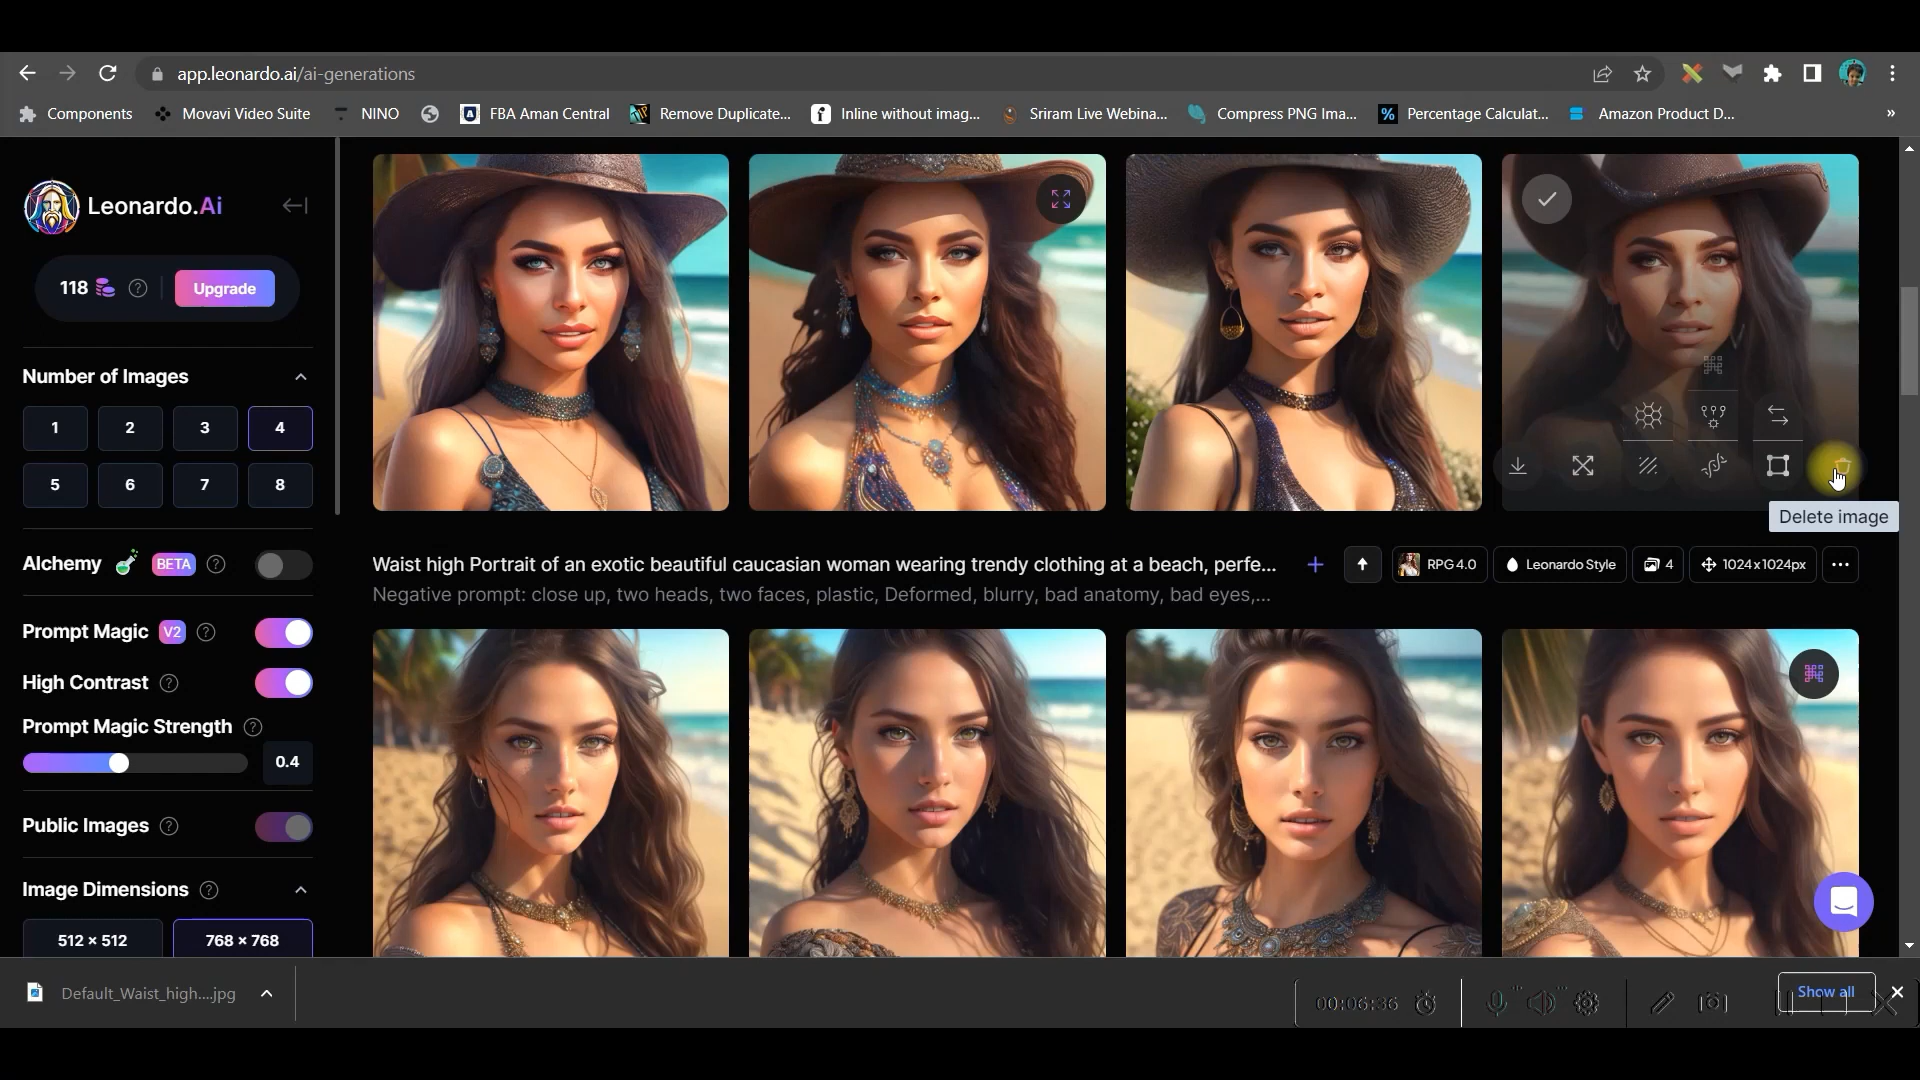 app.leonardo.ai/ai-generations
Components
Movavi Video Suite
NINO
FBA Aman Central
Remove Duplicate...
Inline without imag...
Sriram Live Webina...
Compress PNG Ima...
Percentage Calculat...
Amazon Product D...
»
Leonardo.Ai
118
Upgrade
Number of Images
1 2 3 4
5 6 7 8
Alchemy BETA
Prompt Magic V2
High Contrast
Prompt Magic Strength
0.4
Public Images
Image Dimensions
512 × 512
768 × 768
Delete image
Waist high Portrait of an exotic beautiful caucasian woman wearing trendy clothing at a beach, perfe...
RPG 4.0
Leonardo Style
4
1024x1024px
Negative prompt: close up, two heads, two faces, plastic, Deformed, blurry, bad anatomy, bad eyes,...
Default_Waist_high....jpg
00:06:36
Show all